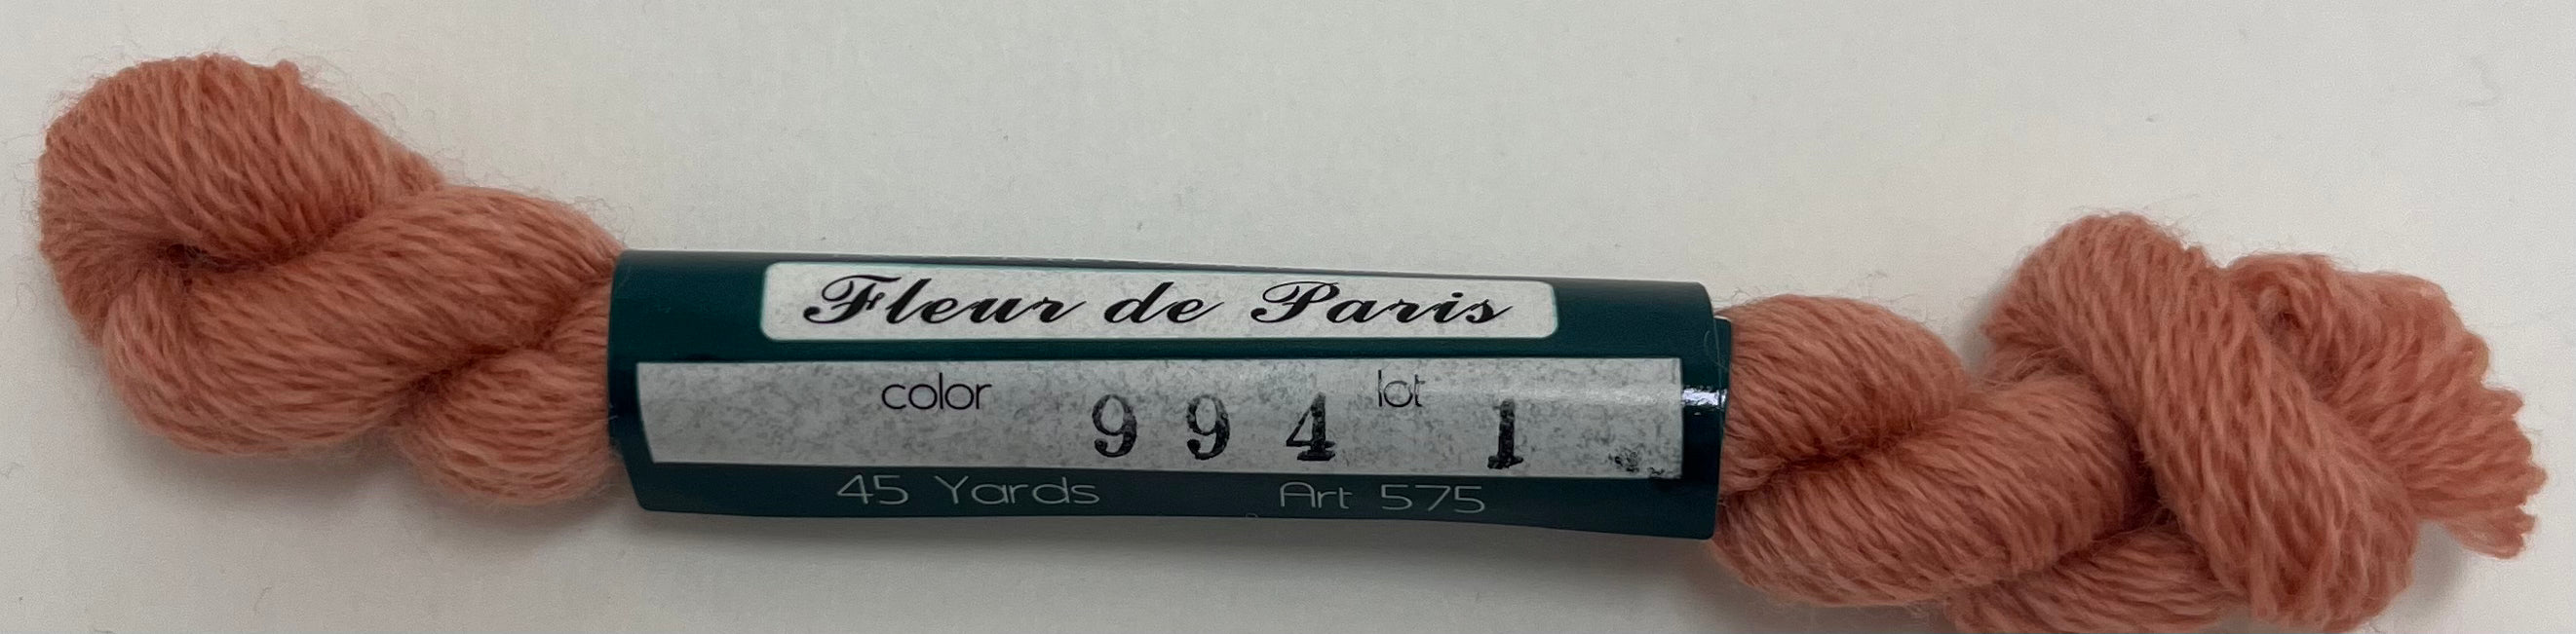 Fleur de Paris
color 994 lot 1
45 Yards Art 575